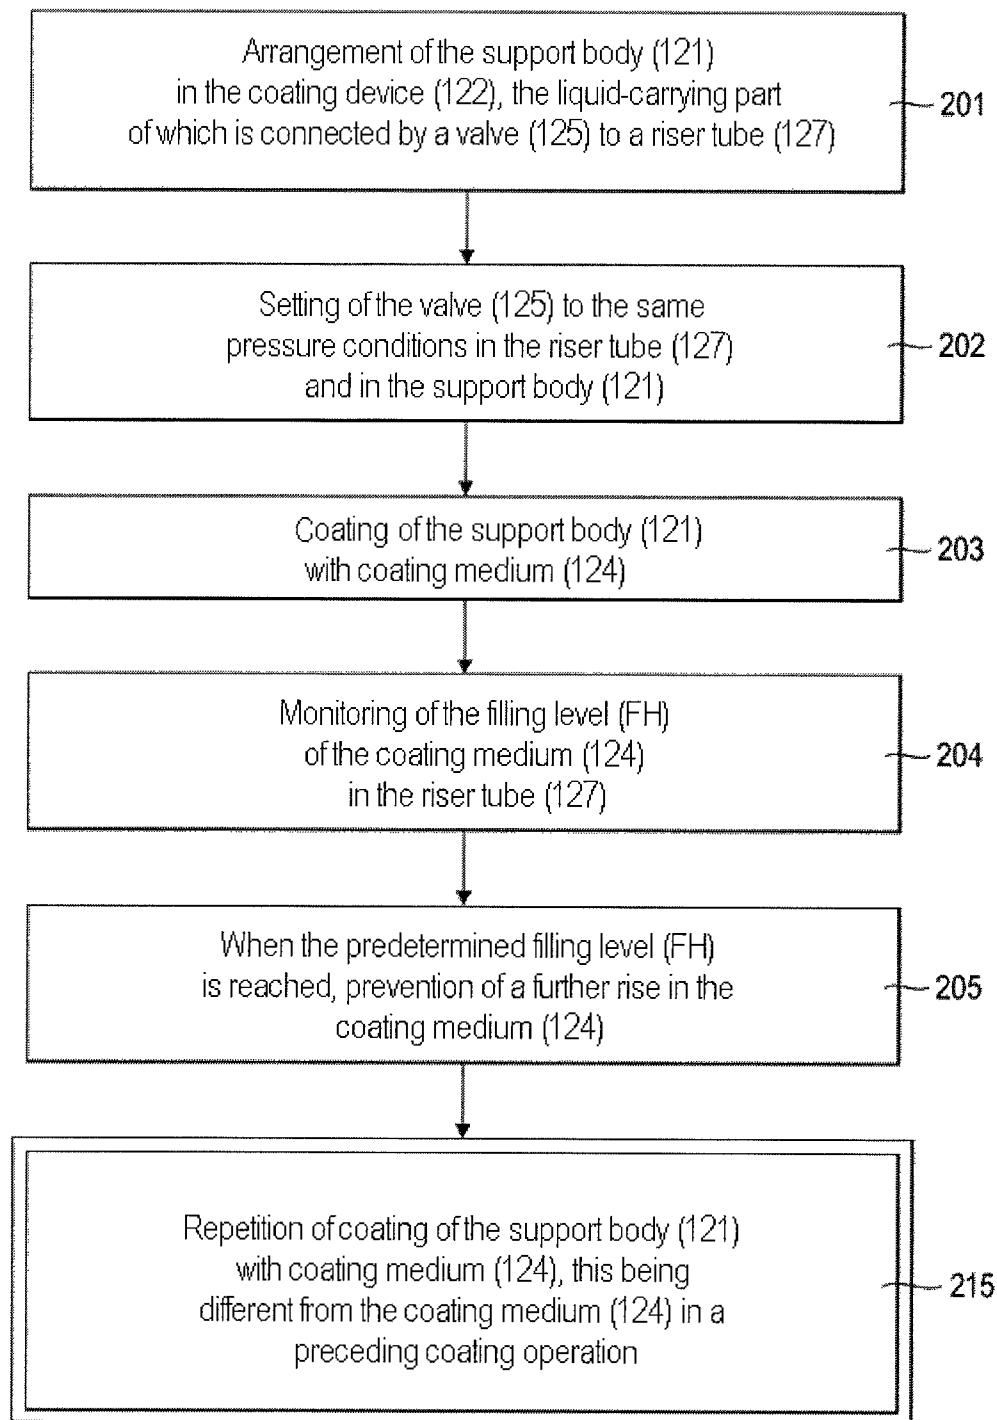 Arrangement of the support body (121)
in the coating device (122), the liquid-carrying part
of which is connected by a valve (125) to a riser tube (127)
201
Setting of the valve (125) to the same
pressure conditions in the riser tube (127)
and in the support body (121)
202
Coating of the support body (121)
with coating medium (124)
203
Monitoring of the filling level (FH)
of the coating medium (124)
in the riser tube (127)
204
When the predetermined filling level (FH)
is reached, prevention of a further rise in the
coating medium (124)
205
Repetition of coating of the support body (121)
with coating medium (124), this being
different from the coating medium (124) in a
preceding coating operation
215